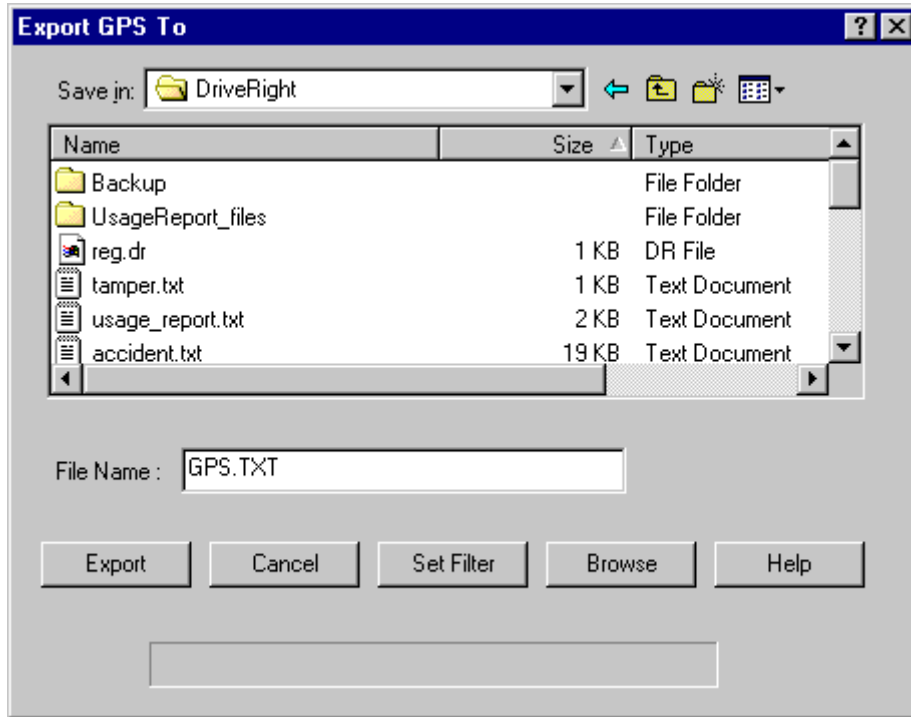 Export GPS To
Save in: DriveRight
Name Size Type
Backup File Folder
UsageReport_files File Folder
reg.dr 1 KB DR File
tamper.txt 1 KB Text Document
usage_report.txt 2 KB Text Document
accident.txt 19 KB Text Document
File Name : GPS.TXT
Export Cancel Set Filter Browse Help